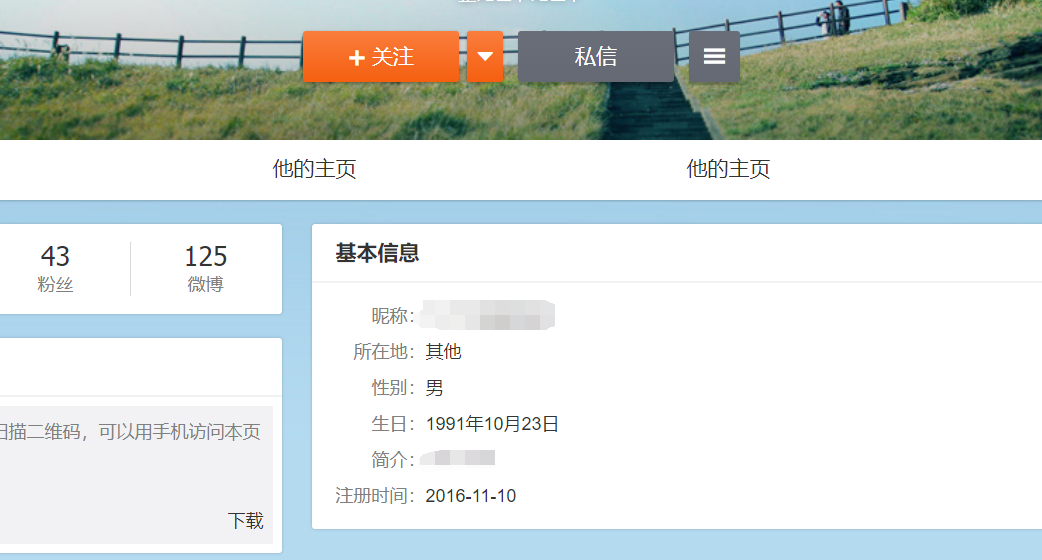 关注
私信
他的主页
他的主页
43
粉丝
125
微博
扫描二维码，可以用手机访问本页
下载
基本信息
昵称：
所在地：其他
性别：男
生日：1991年10月23日
简介：
注册时间：2016-11-10